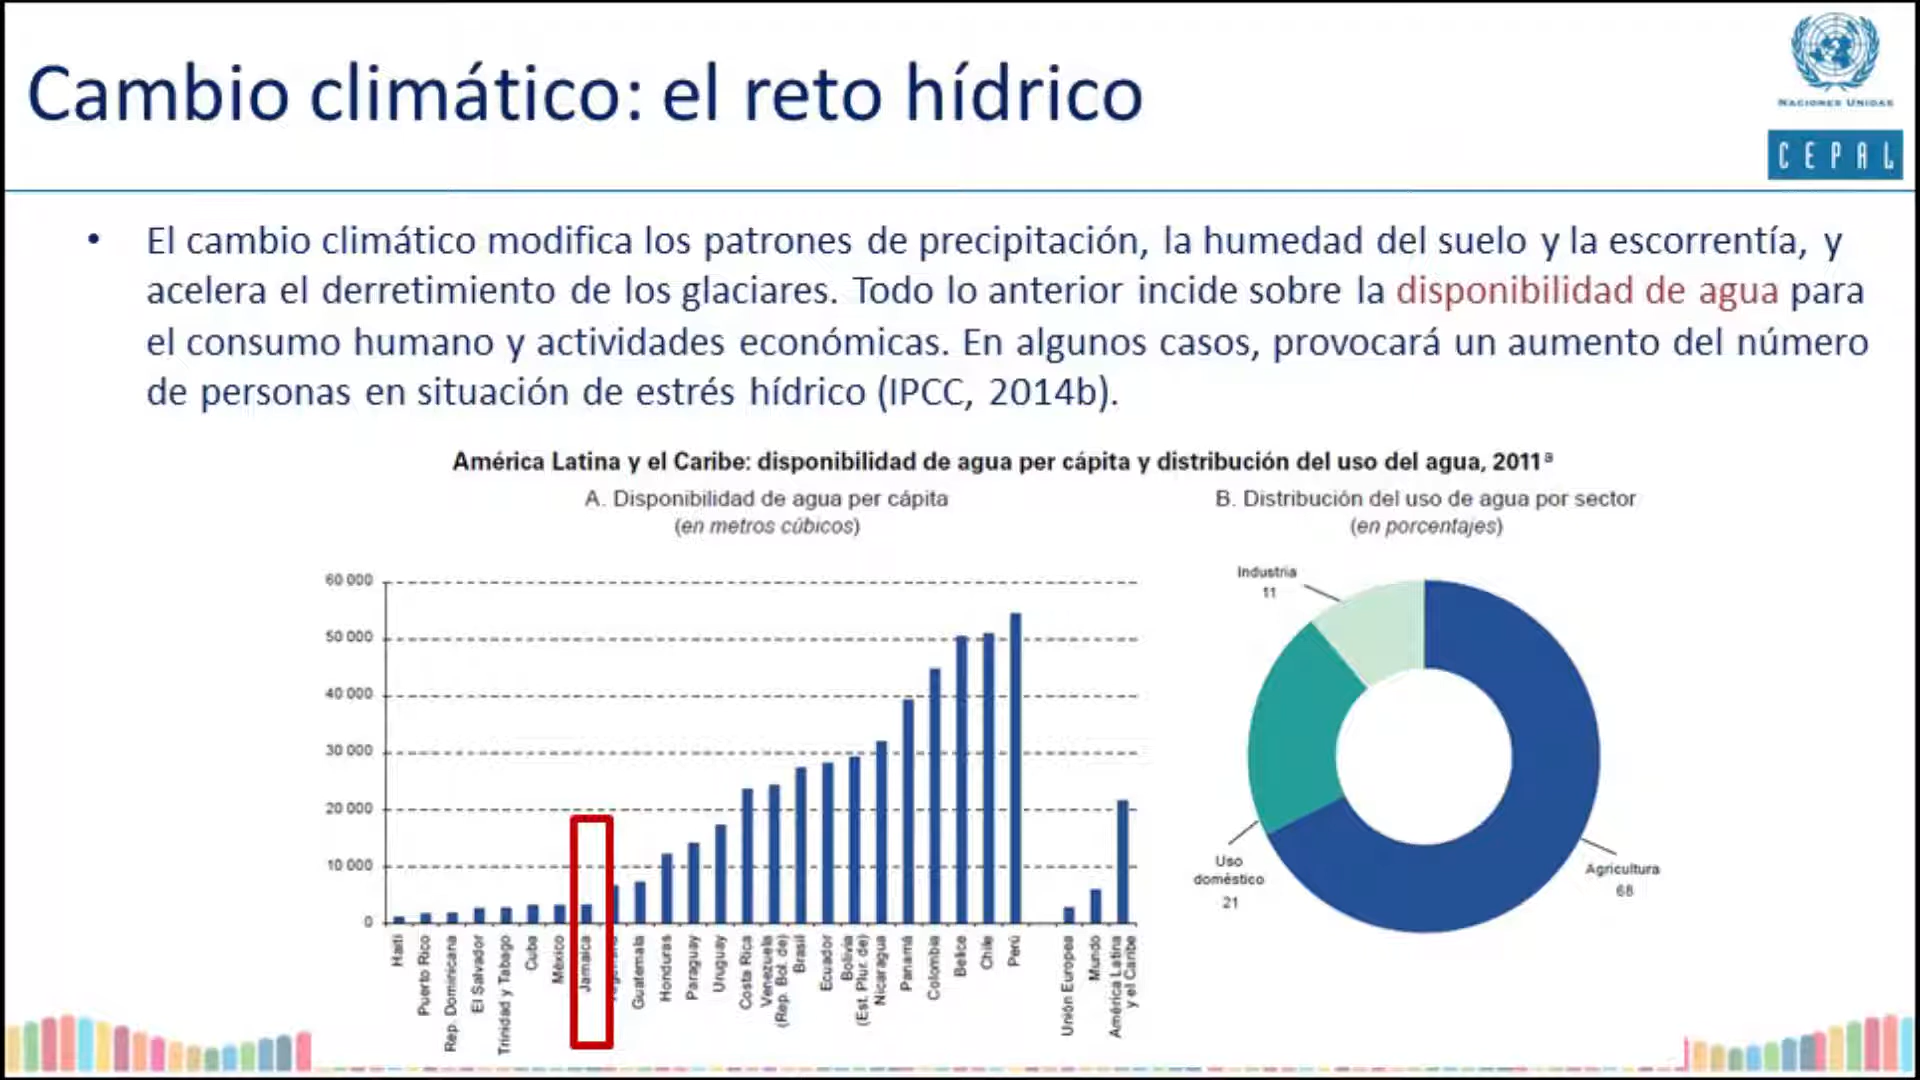 Cambio climático: el reto hídrico
NACIONES UNIDAS
CEPAL
• El cambio climático modifica los patrones de precipitación, la humedad del suelo y la escorrentía, y
acelera el derretimiento de los glaciares. Todo lo anterior incide sobre la disponibilidad de agua para
el consumo humano y actividades económicas. En algunos casos, provocará un aumento del número
de personas en situación de estrés hídrico (IPCC, 2014b).
América Latina y el Caribe: disponibilidad de agua per cápita y distribución del uso del agua, 2011ª
A. Disponibilidad de agua per cápita
(en metros cúbicos)
60 000
50 000
40 000
30 000
20 000
10 000
0
Haití
Puerto Rico
Rep. Dominicana
El Salvador
Trinidad y Tabago
Cuba
México
Jamaica
Guatemala
Honduras
Paraguay
Uruguay
Costa Rica
Venezuela
(Rep. Bol. de)
Brasil
Ecuador
Bolivia
(Est. Plur. de)
Nicaragua
Panamá
Colombia
Belice
Chile
Perú
Unión Europea
Mundo
América Latina
y el Caribe
B. Distribución del uso de agua por sector
(en porcentajes)
Industria
11
Uso
doméstico
21
Agricultura
68